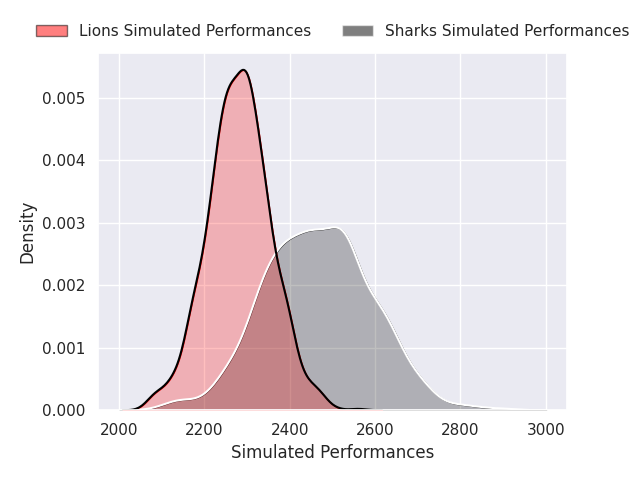 Lions Simulated Performances Sharks Simulated Performances
0.005
0.004
0.003
0.002
0.001
0.000
Density
2000 2200 2400 2600 2800 3000
Simulated Performances